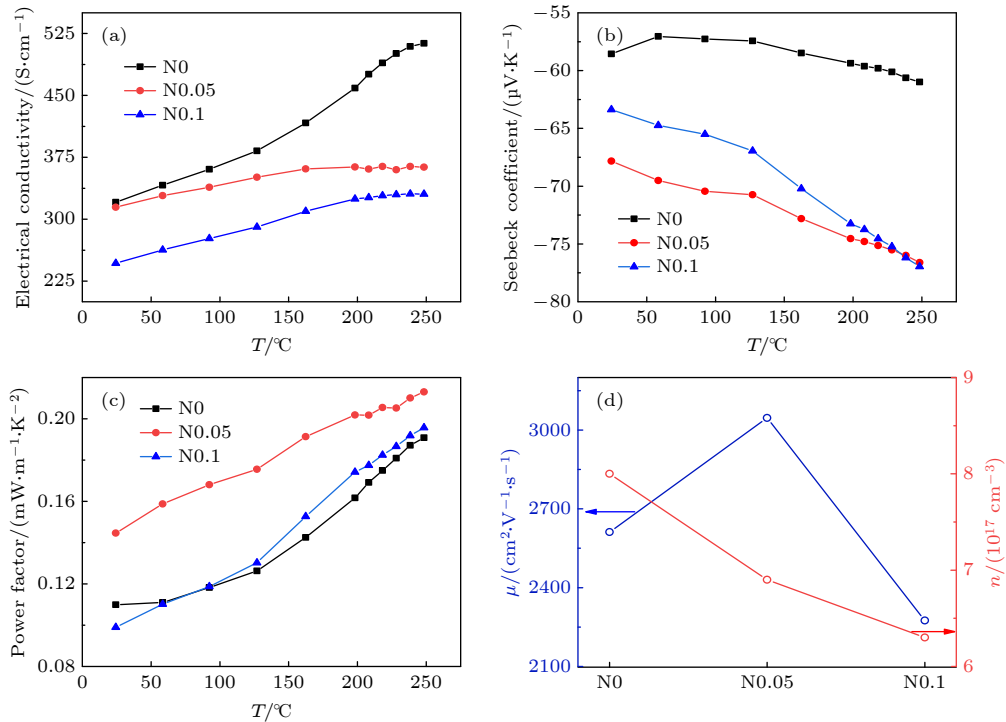 (a)
N0
N0.05
N0.1
525
450
375
300
225
Electrical conductivity/(S·cm⁻¹)
0 50 100 150 200 250
T/℃
(b)
N0
N0.05
N0.1
−55
−60
−65
−70
−75
−80
Seebeck coefficient/(μV·K⁻¹)
0 50 100 150 200 250
T/℃
(c)
N0
N0.05
N0.1
0.20
0.16
0.12
0.08
Power factor/(mW·m⁻¹·K⁻²)
0 50 100 150 200 250
T/℃
(d)
3000
2700
2400
2100
μ/(cm²·V⁻¹·s⁻¹)
9
8
7
6
n/(10¹⁷ cm⁻³)
N0 N0.05 N0.1